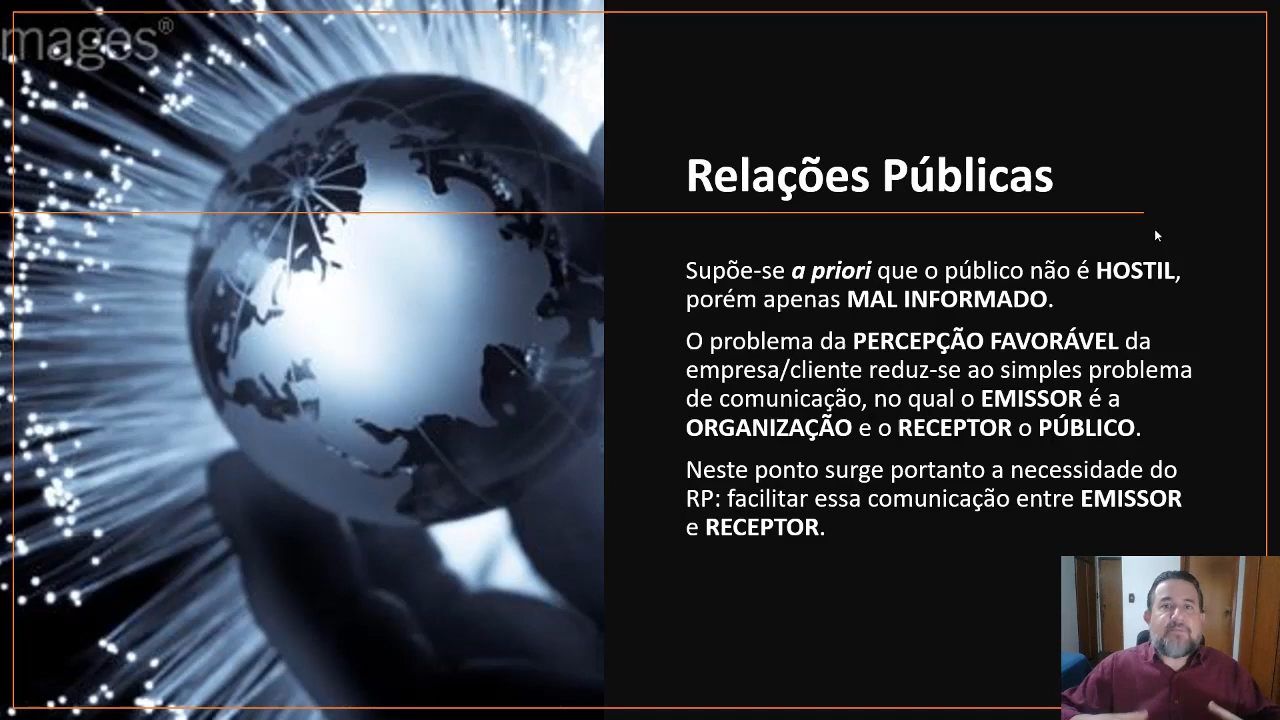 mages®
Relações Públicas
Supõe-se a priori que o público não é HOSTIL,
porém apenas MAL INFORMADO.
O problema da PERCEPÇÃO FAVORÁVEL da
empresa/cliente reduz-se ao simples problema
de comunicação, no qual o EMISSOR é a
ORGANIZAÇÃO e o RECEPTOR o PÚBLICO.
Neste ponto surge portanto a necessidade do
RP: facilitar essa comunicação entre EMISSOR
e RECEPTOR.